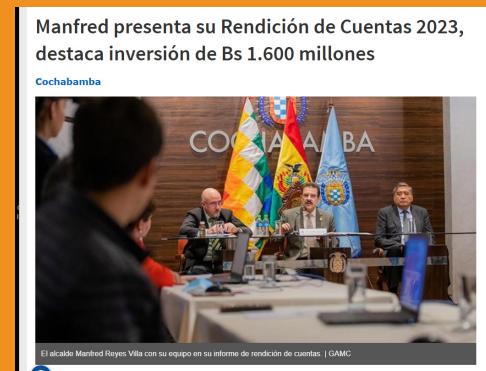 Manfred presenta su Rendición de Cuentas 2023,
destaca inversión de Bs 1.600 millones
Cochabamba
COCHABAMBA
El alcalde Manfred Reyes Villa con su equipo en su informe de rendición de cuentas. | GAMC